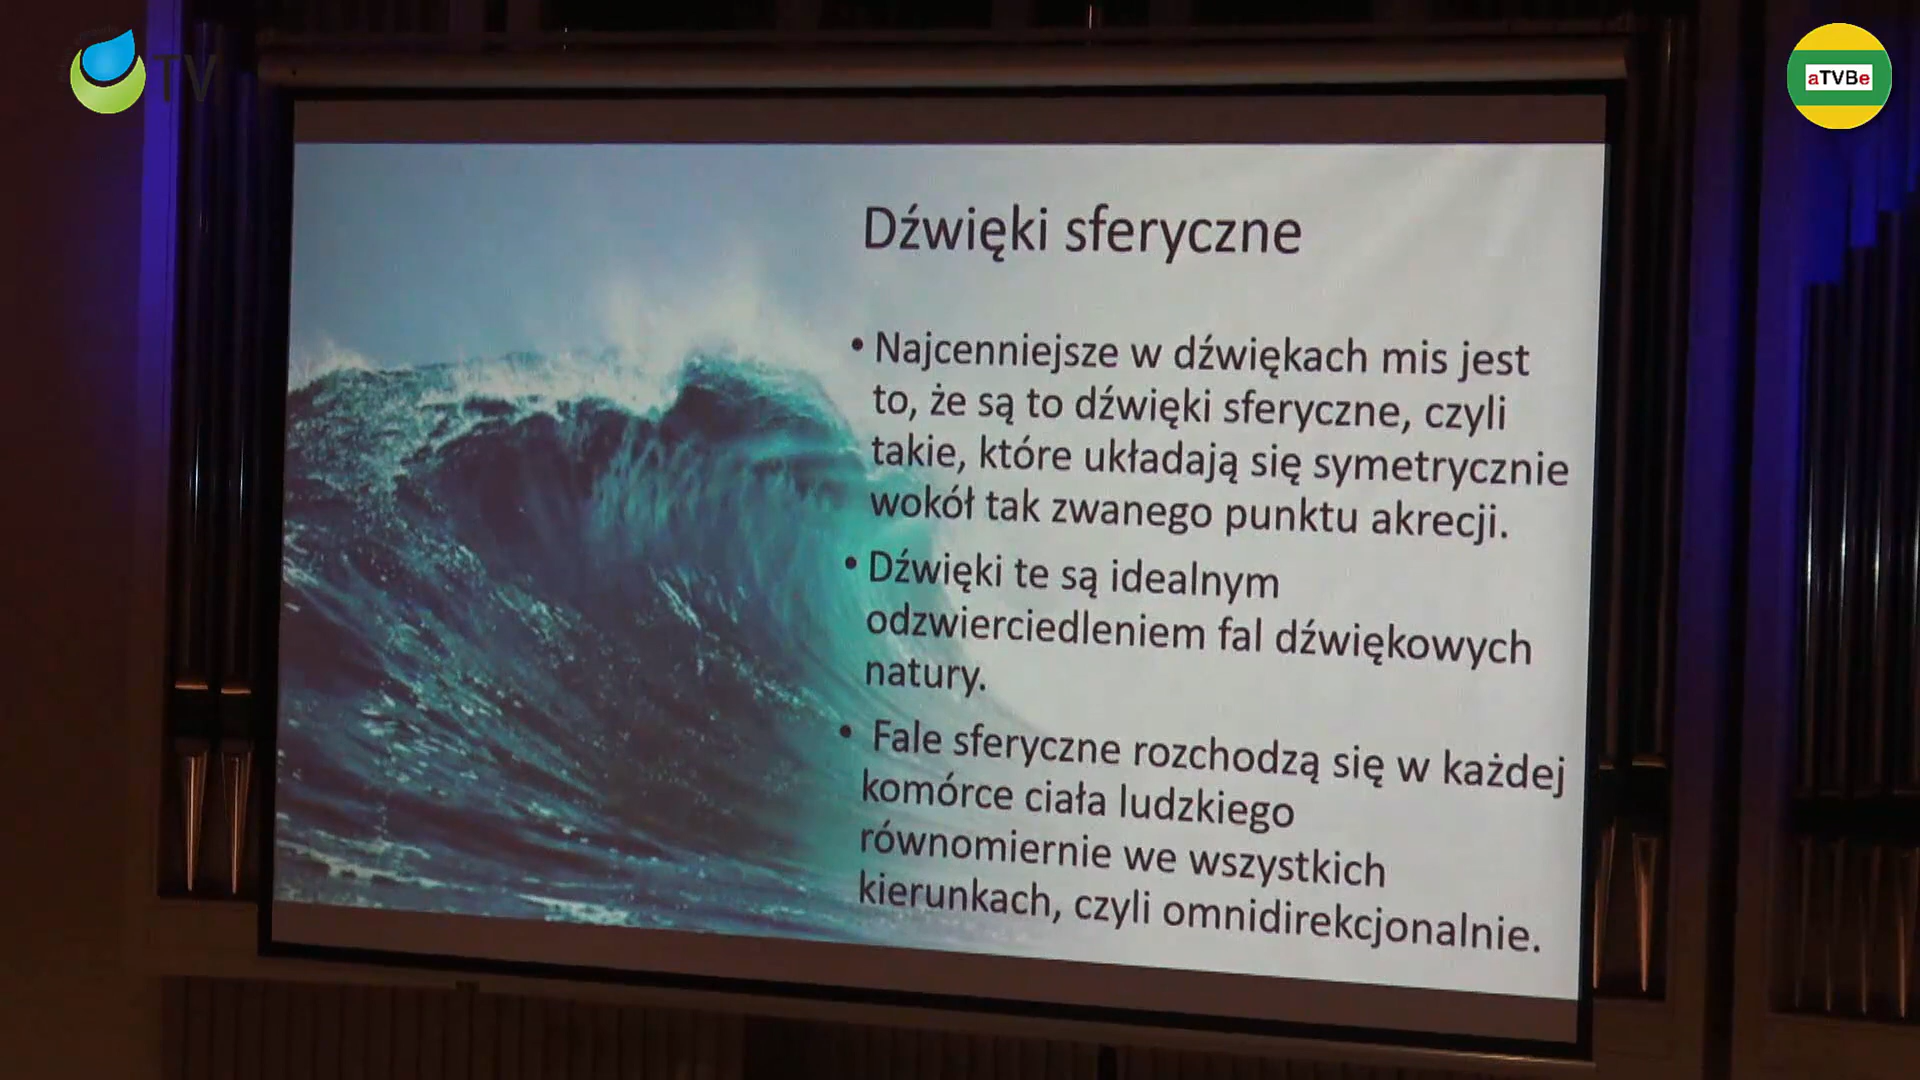 TV
aTVBe
Dźwięki sferyczne
• Najcenniejsze w dźwiękach mis jest
to, że są to dźwięki sferyczne, czyli
takie, które układają się symetrycznie
wokół tak zwanego punktu akrecji.
• Dźwięki te są idealnym
odzwierciedleniem fal dźwiękowych
natury.
• Fale sferyczne rozchodzą się w każdej
komórce ciała ludzkiego
równomiernie we wszystkich
kierunkach, czyli omnidirekcjonalnie.